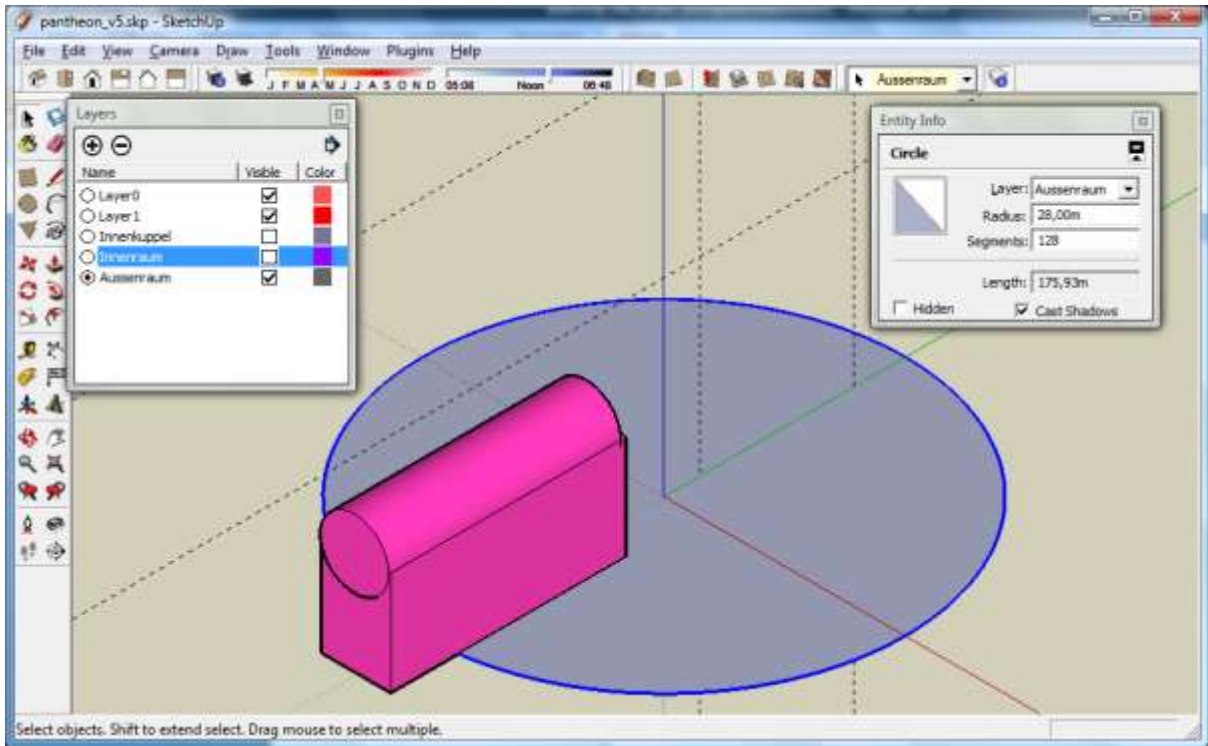 pantheon_v5.skp - SketchUp
File Edit View Camera Draw Tools Window Plugins Help
J F M A M J J A S O N D 05:08 Noon 06:48 Aussenraum
Layers
Name Visible Color
Layer0
Layer1
Innenkuppel
Innenraum
Aussenraum
Entity Info
Circle
Layer: Aussenraum
Radius: 28,00m
Segments: 128
Length: 175,93m
Hidden Cast Shadows
Select objects. Shift to extend select. Drag mouse to select multiple.